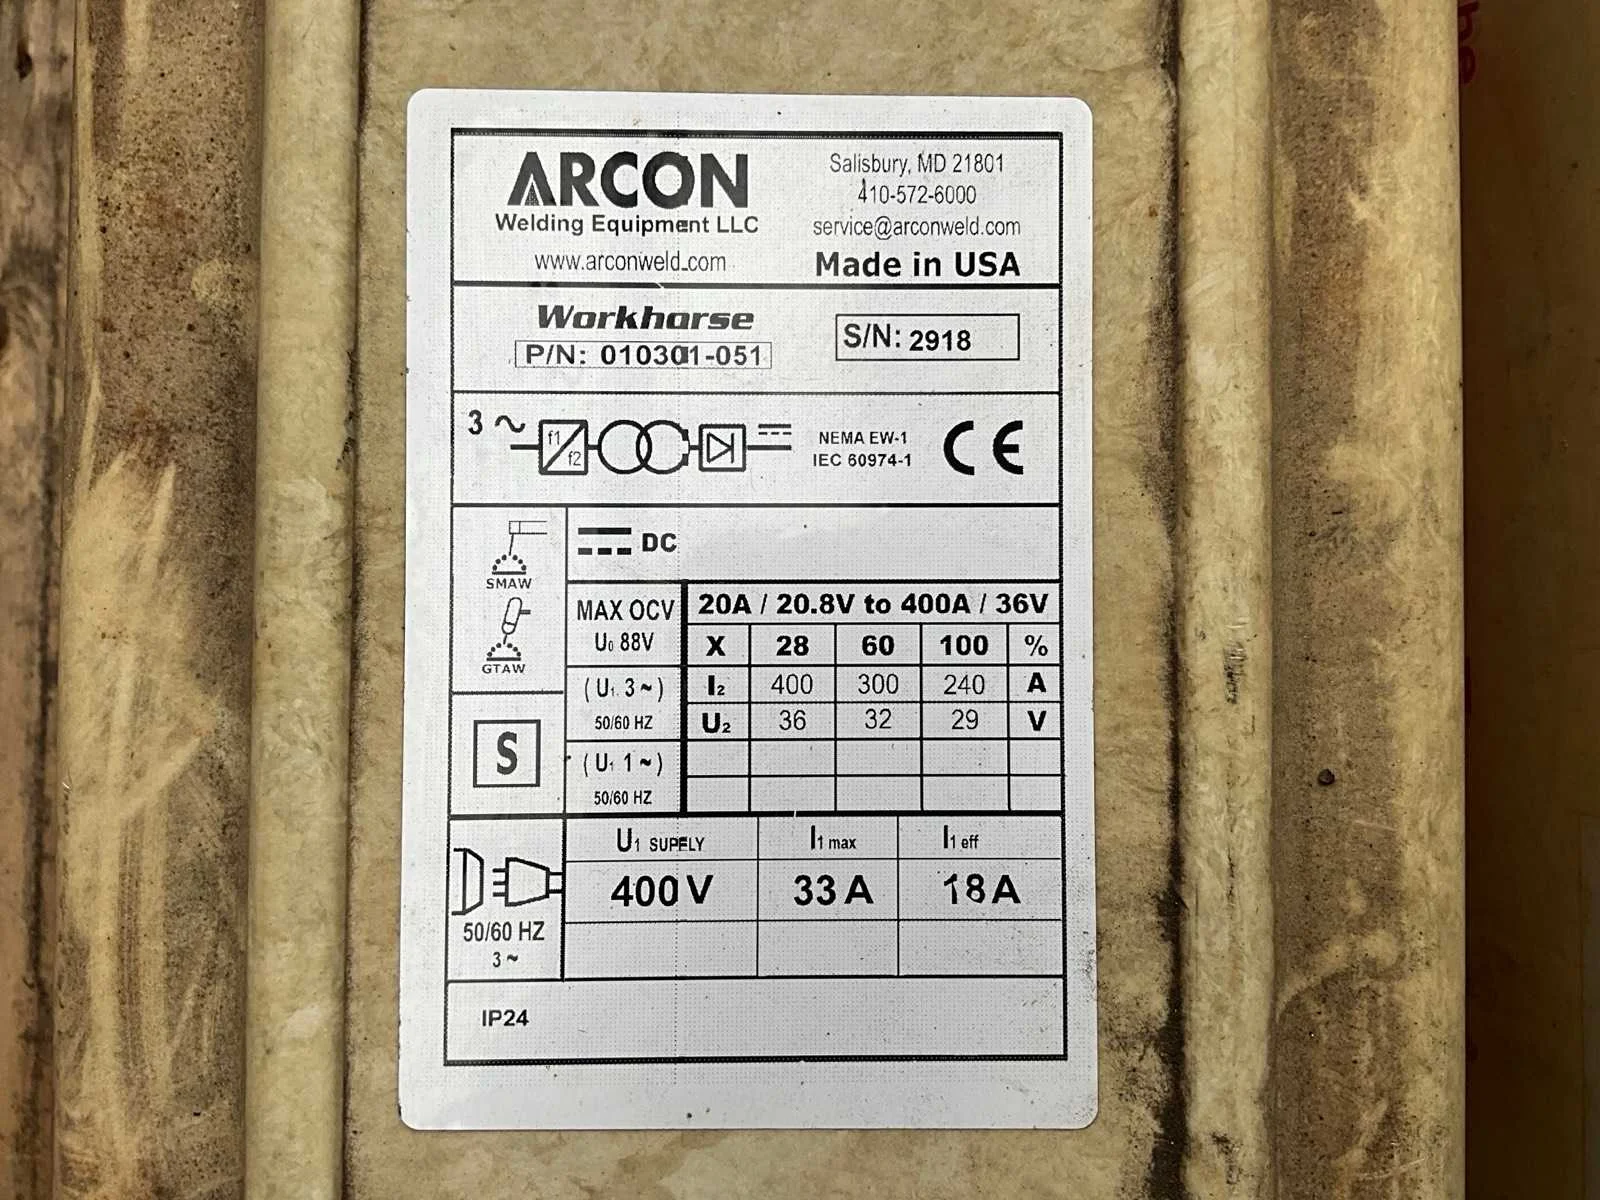 ARCON
Welding Equipment LLC
www.arconweld.com
Salisbury, MD 21801
410-572-6000
service@arconweld.com
Made in USA
Workhorse
P/N: 010301-051
S/N: 2918
3 ~
f1
f2
NEMA EW-1
IEC 60974-1
CE
SMAW
GTAW
S
DC
MAX OCV
U₀ 88V
(U₁ 3~)
50/60 HZ
(U₁ 1~)
50/60 HZ
20A / 20.8V to 400A / 36V
X 28 60 100 %
I₂ 400 300 240 A
U₂ 36 32 29 V
50/60 HZ
3 ~
U₁ SUPPLY I₁ max I₁ eff
400 V 33 A 18 A
IP24